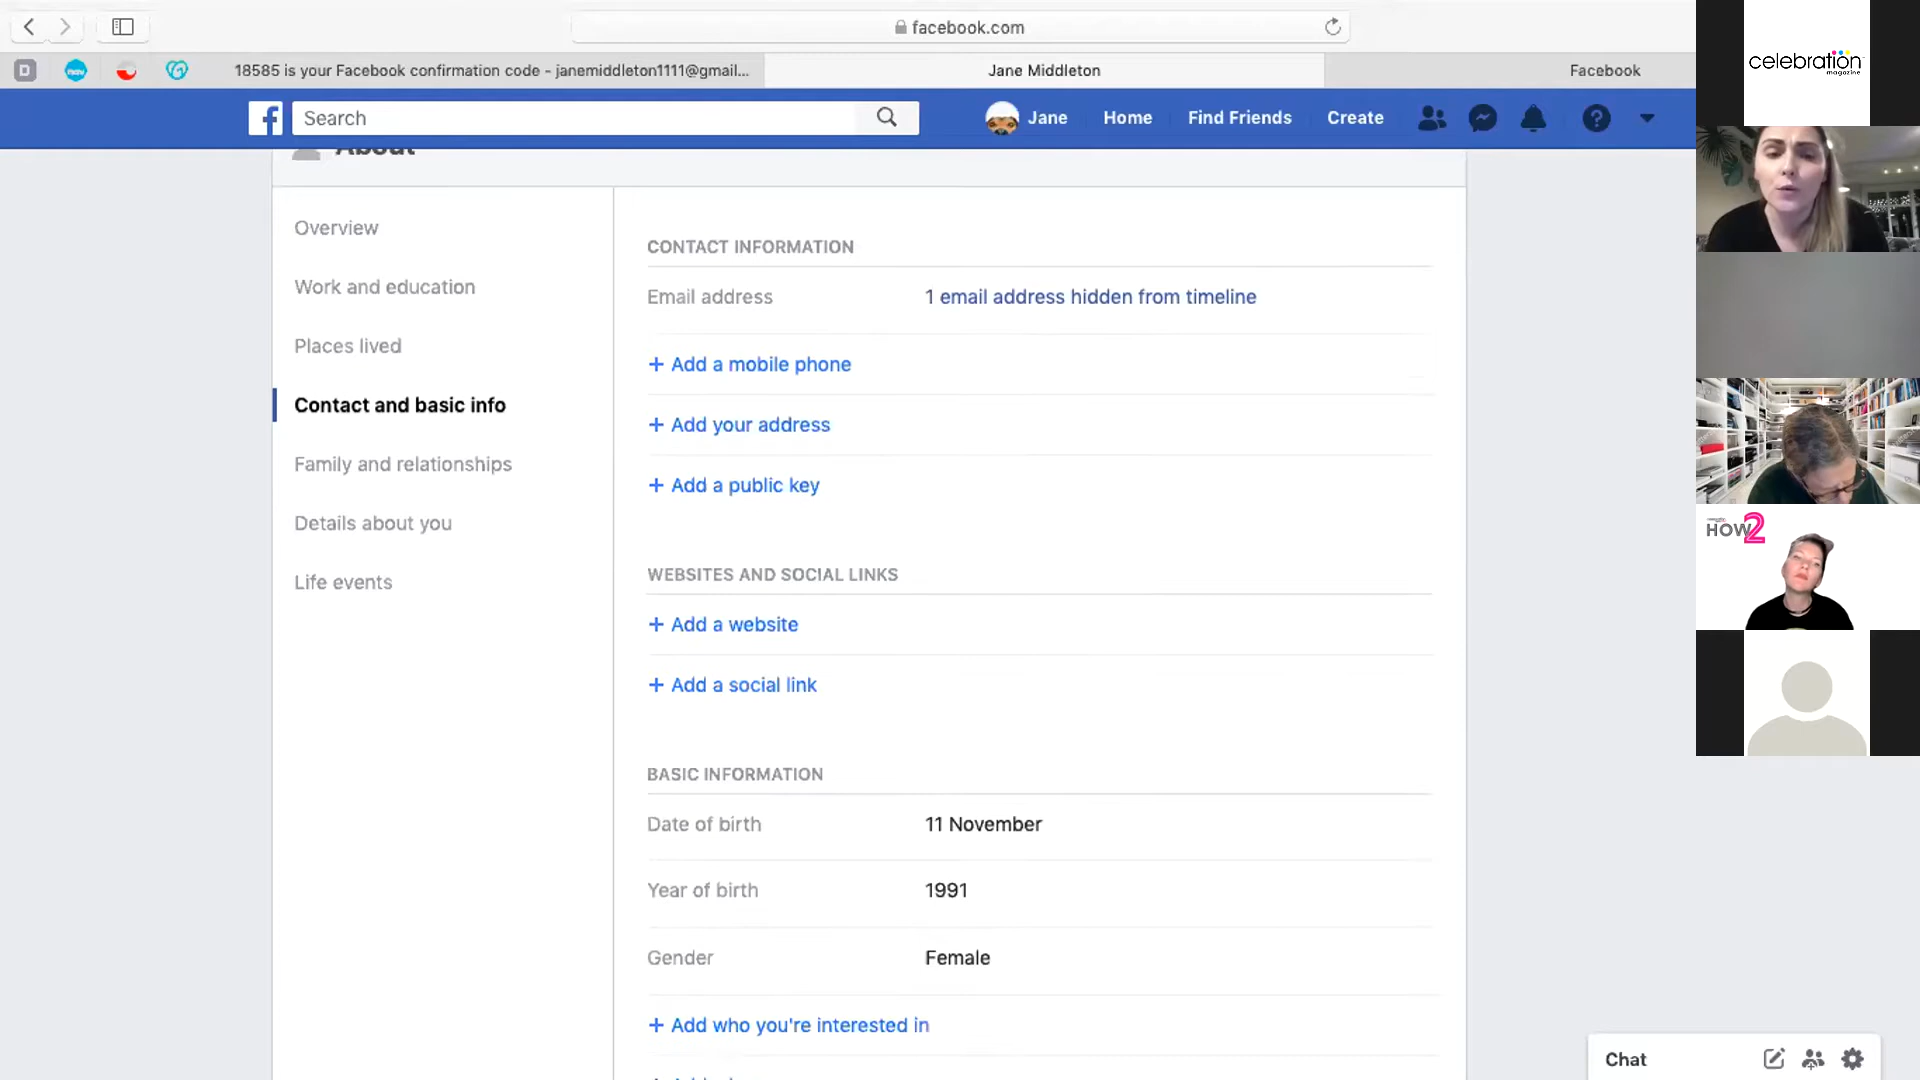 facebook.com
18585 is your Facebook confirmation code - janemiddleton1111@gmail...
Jane Middleton
Facebook
D
nav
Search
Jane
Home
Find Friends
Create
About
Overview
Work and education
Places lived
Contact and basic info
Family and relationships
Details about you
Life events
CONTACT INFORMATION
Email address 1 email address hidden from timeline
+ Add a mobile phone
+ Add your address
+ Add a public key
WEBSITES AND SOCIAL LINKS
+ Add a website
+ Add a social link
BASIC INFORMATION
Date of birth 11 November
Year of birth 1991
Gender Female
+ Add who you're interested in
Chat
celebration
magazine
HOW2